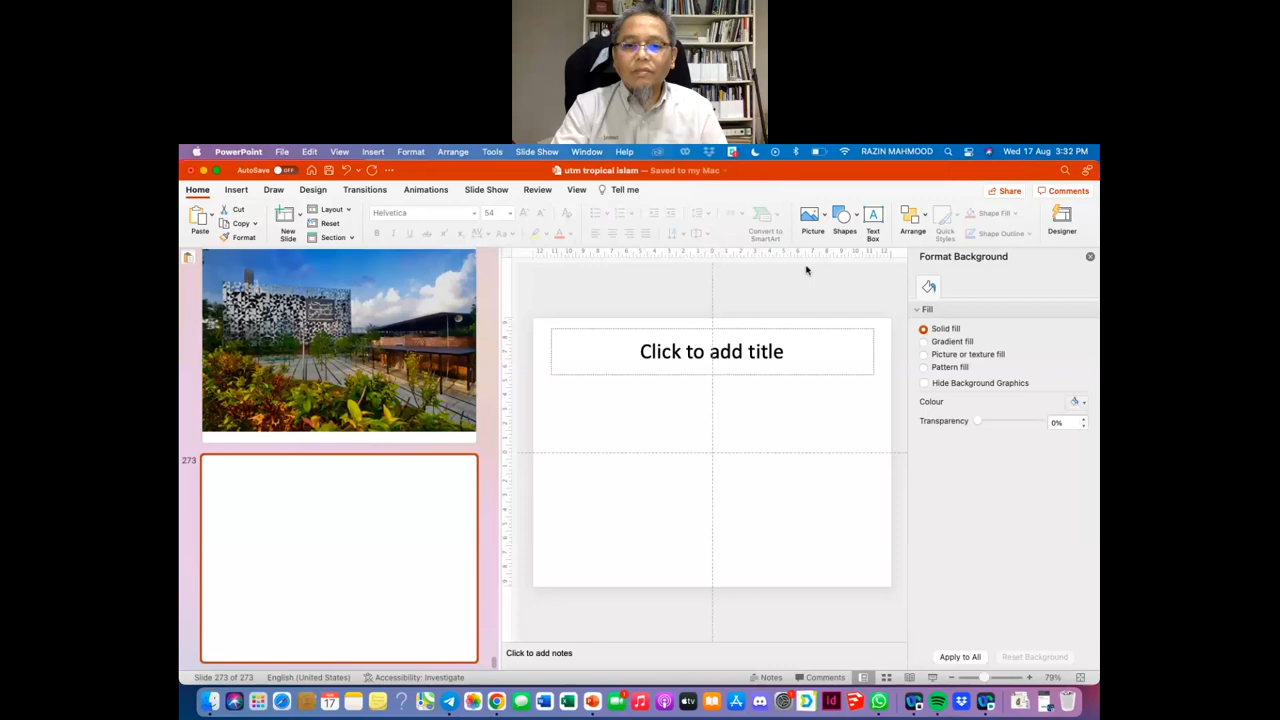 PowerPoint File Edit View Insert Format Arrange Tools Slide Show Window Help RAZIN MAHMOOD Wed 17 Aug 3:32 PM
AutoSave OFF utm tropical islam — Saved to my Mac
Home Insert Draw Design Transitions Animations Slide Show Review View Tell me Share Comments
Paste
Cut
Copy
Format
New Slide
Layout
Reset
Section
Helvetica 54
Convert to SmartArt
Picture
Shapes
Text Box
Arrange
Quick Styles
Shape Fill
Shape Outline
Designer
273
Click to add title
Click to add notes
Format Background
Fill
Solid fill
Gradient fill
Picture or texture fill
Pattern fill
Hide Background Graphics
Colour
Transparency 0%
Apply to All Reset Background
Slide 273 of 273 English (United States) Accessibility: Investigate Notes Comments 79%